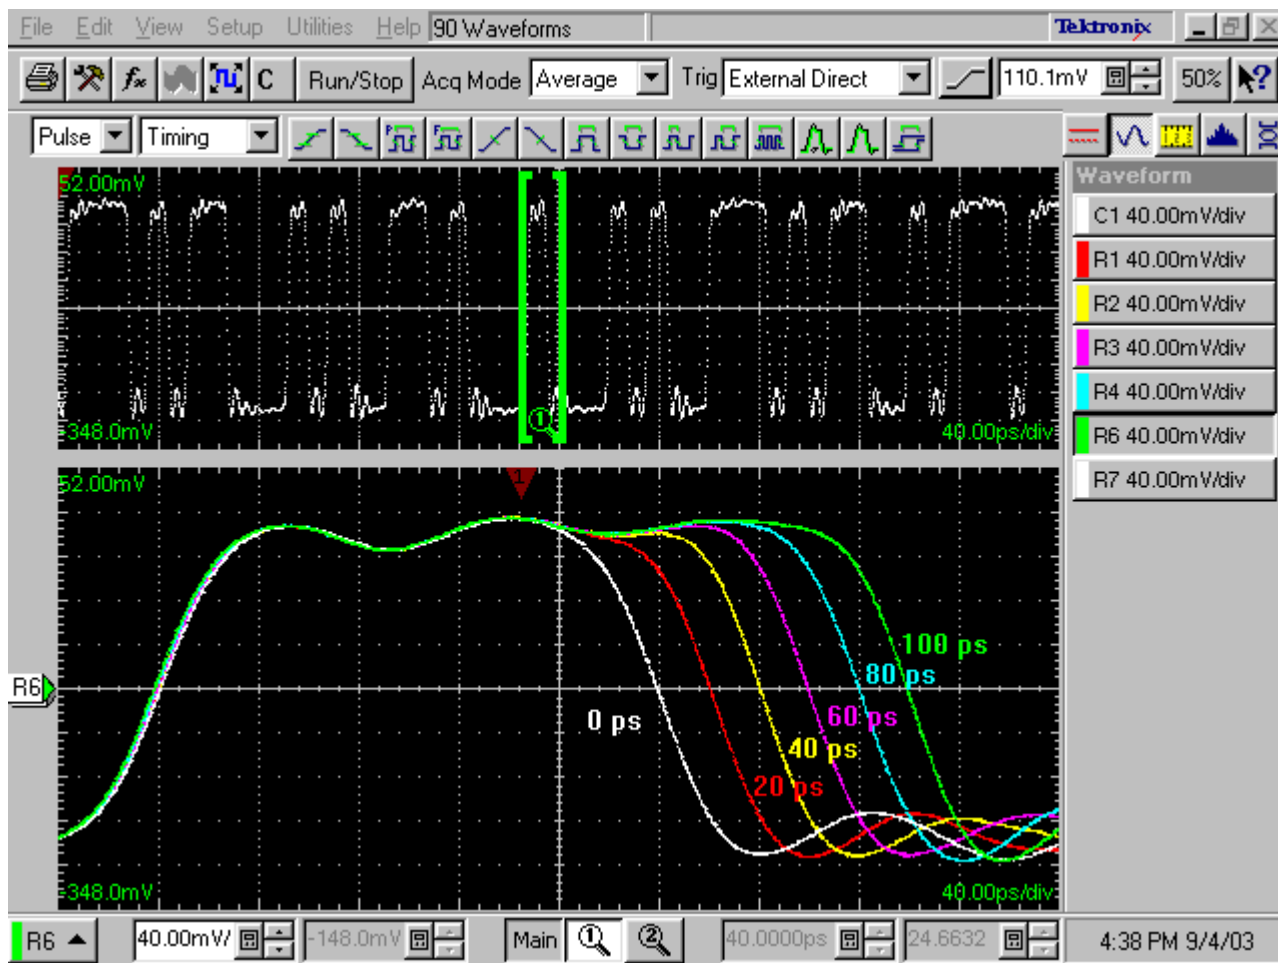 File Edit View Setup Utilities Help 90 Waveforms Tektronix
C Run/Stop Acq Mode Average Trig External Direct 110.1mV 50% ?
Pulse Timing
Waveform
52.00mV
C1 40.00mV/div
R1 40.00mV/div
R2 40.00mV/div
R3 40.00mV/div
R4 40.00mV/div
R6 40.00mV/div
R7 40.00mV/div
1
-348.0mV 40.00ps/div
52.00mV
1
100 ps
80 ps
R6
60 ps
0 ps
40 ps
20 ps
-348.0mV 40.00ps/div
R6 40.00mV/ -148.0mV Main 1 2 40.0000ps 24.6632 4:38 PM 9/4/03